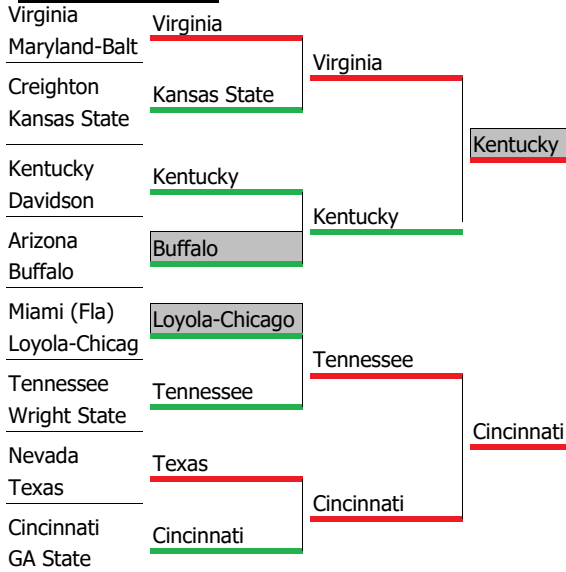 Virginia
Maryland-Balt
Creighton
Kansas State
Kentucky
Davidson
Arizona
Buffalo
Miami (Fla)
Loyola-Chicag
Tennessee
Wright State
Nevada
Texas
Cincinnati
GA State
Virginia
Kansas State
Kentucky
Buffalo
Loyola-Chicago
Tennessee
Texas
Cincinnati
Virginia
Kentucky
Tennessee
Cincinnati
Kentucky
Cincinnati